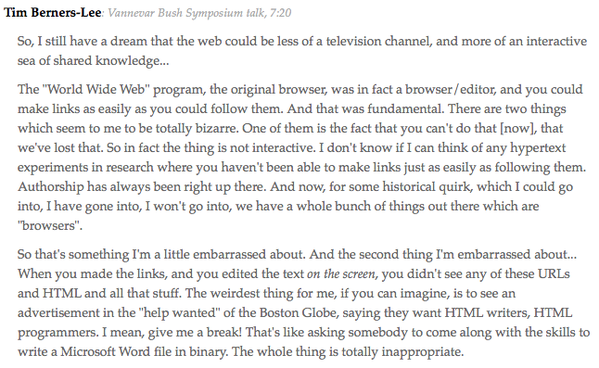 Tim Berners-Lee: Vannevar Bush Symposium talk, 7:20
So, I still have a dream that the web could be less of a television channel, and more of an interactive
sea of shared knowledge...
The "World Wide Web" program, the original browser, was in fact a browser/editor, and you could
make links as easily as you could follow them. And that was fundamental. There are two things
which seem to me to be totally bizarre. One of them is the fact that you can't do that [now], that
we've lost that. So in fact the thing is not interactive. I don't know if I can think of any hypertext
experiments in research where you haven't been able to make links just as easily as following them.
Authorship has always been right up there. And now, for some historical quirk, which I could go
into, I have gone into, I won't go into, we have a whole bunch of things out there which are
"browsers".
So that's something I'm a little embarrassed about. And the second thing I'm embarrassed about...
When you made the links, and you edited the text on the screen, you didn't see any of these URLs
and HTML and all that stuff. The weirdest thing for me, if you can imagine, is to see an
advertisement in the "help wanted" of the Boston Globe, saying they want HTML writers, HTML
programmers. I mean, give me a break! That's like asking somebody to come along with the skills to
write a Microsoft Word file in binary. The whole thing is totally inappropriate.